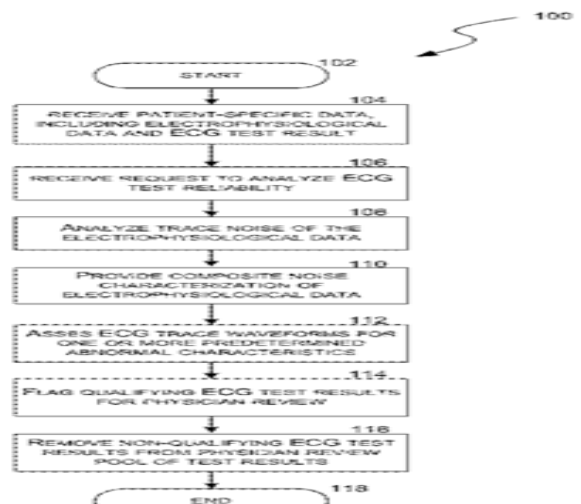 100
102
START
104
RECEIVE PATIENT-SPECIFIC DATA,
INCLUDING ELECTROPHYSIOLOGICAL
DATA AND ECG TEST RESULT
106
RECEIVE REQUEST TO ANALYZE ECG
TEST RELIABILITY
108
ANALYZE TRACE NOISE OF THE
ELECTROPHYSIOLOGICAL DATA
110
PROVIDE COMPOSITE NOISE
CHARACTERIZATION OF
ELECTROPHYSIOLOGICAL DATA
112
ASSES ECG TRACE WAVEFORMS FOR
ONE OR MORE PREDETERMINED
ABNORMAL CHARACTERISTICS
114
FLAG QUALIFYING ECG TEST RESULTS
FOR PHYSICIAN REVIEW
116
REMOVE NON-QUALIFYING ECG TEST
RESULTS FROM PHYSICIAN REVIEW
POOL OF TEST RESULTS
118
END